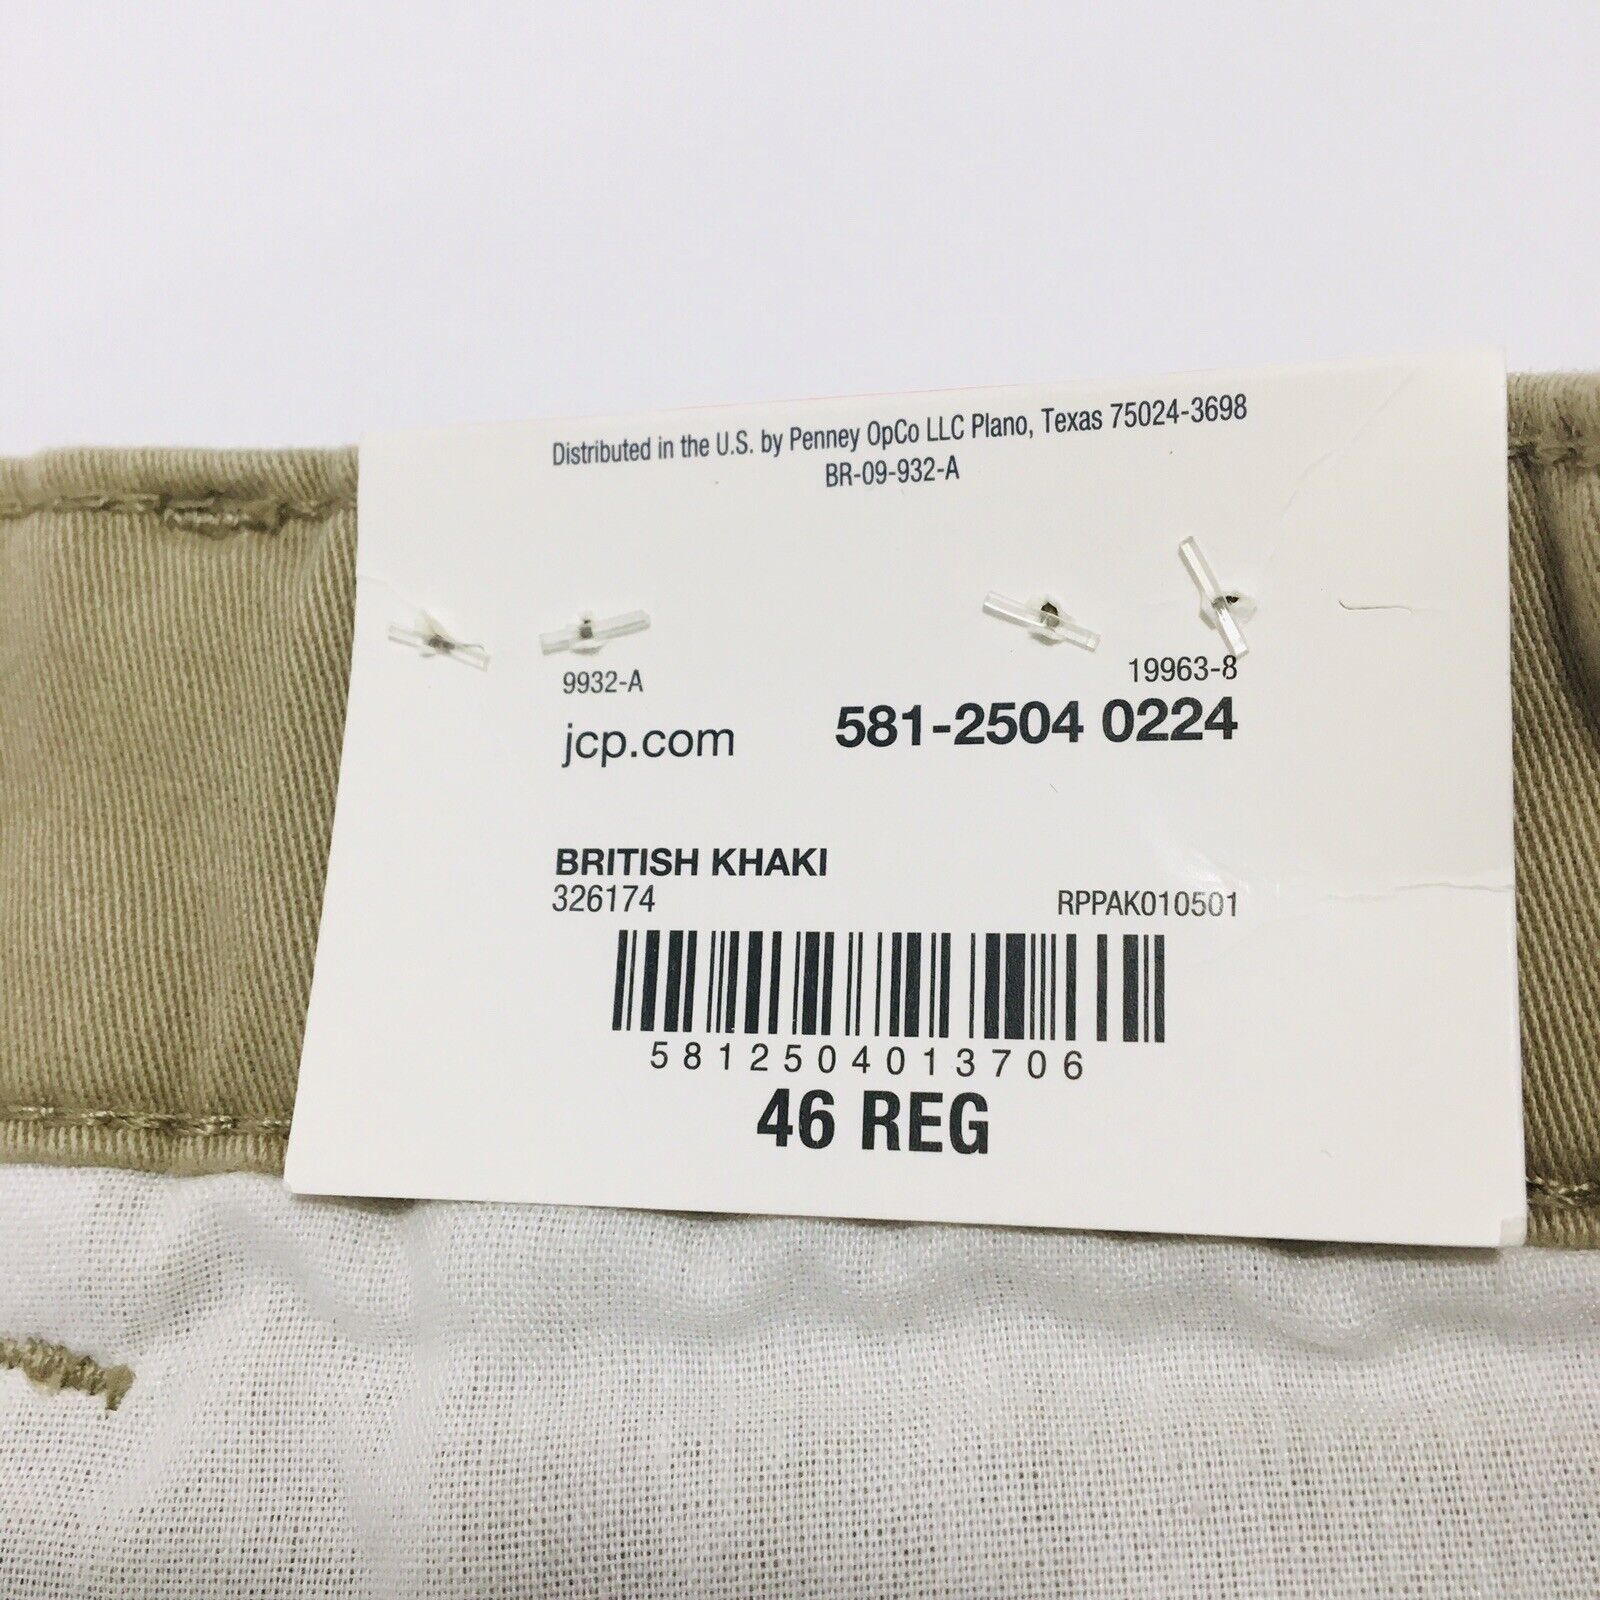 Distributed in the U.S. by Penney OpCo LLC Plano, Texas 75024-3698
BR-09-932-A
9932-A 19963-8
jcp.com 581-2504 0224
BRITISH KHAKI
326174 RPPAK010501
5812504013706
46 REG